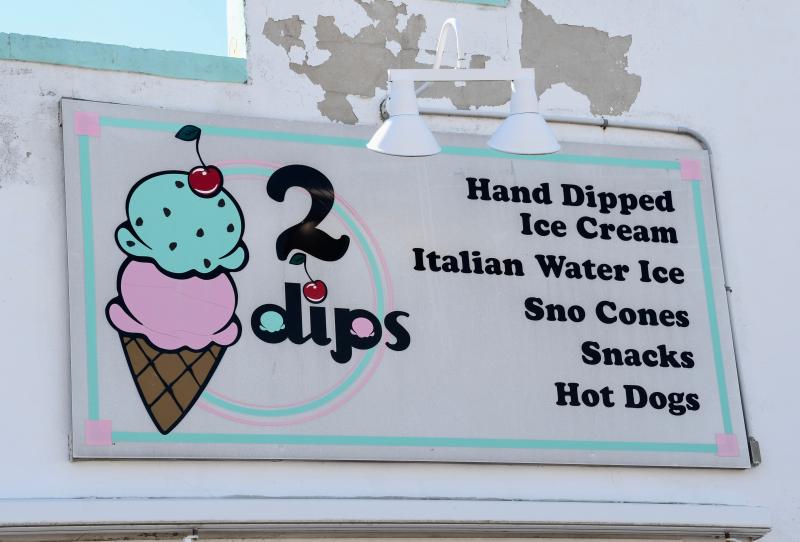 2
dips
Hand Dipped
Ice Cream
Italian Water Ice
Sno Cones
Snacks
Hot Dogs